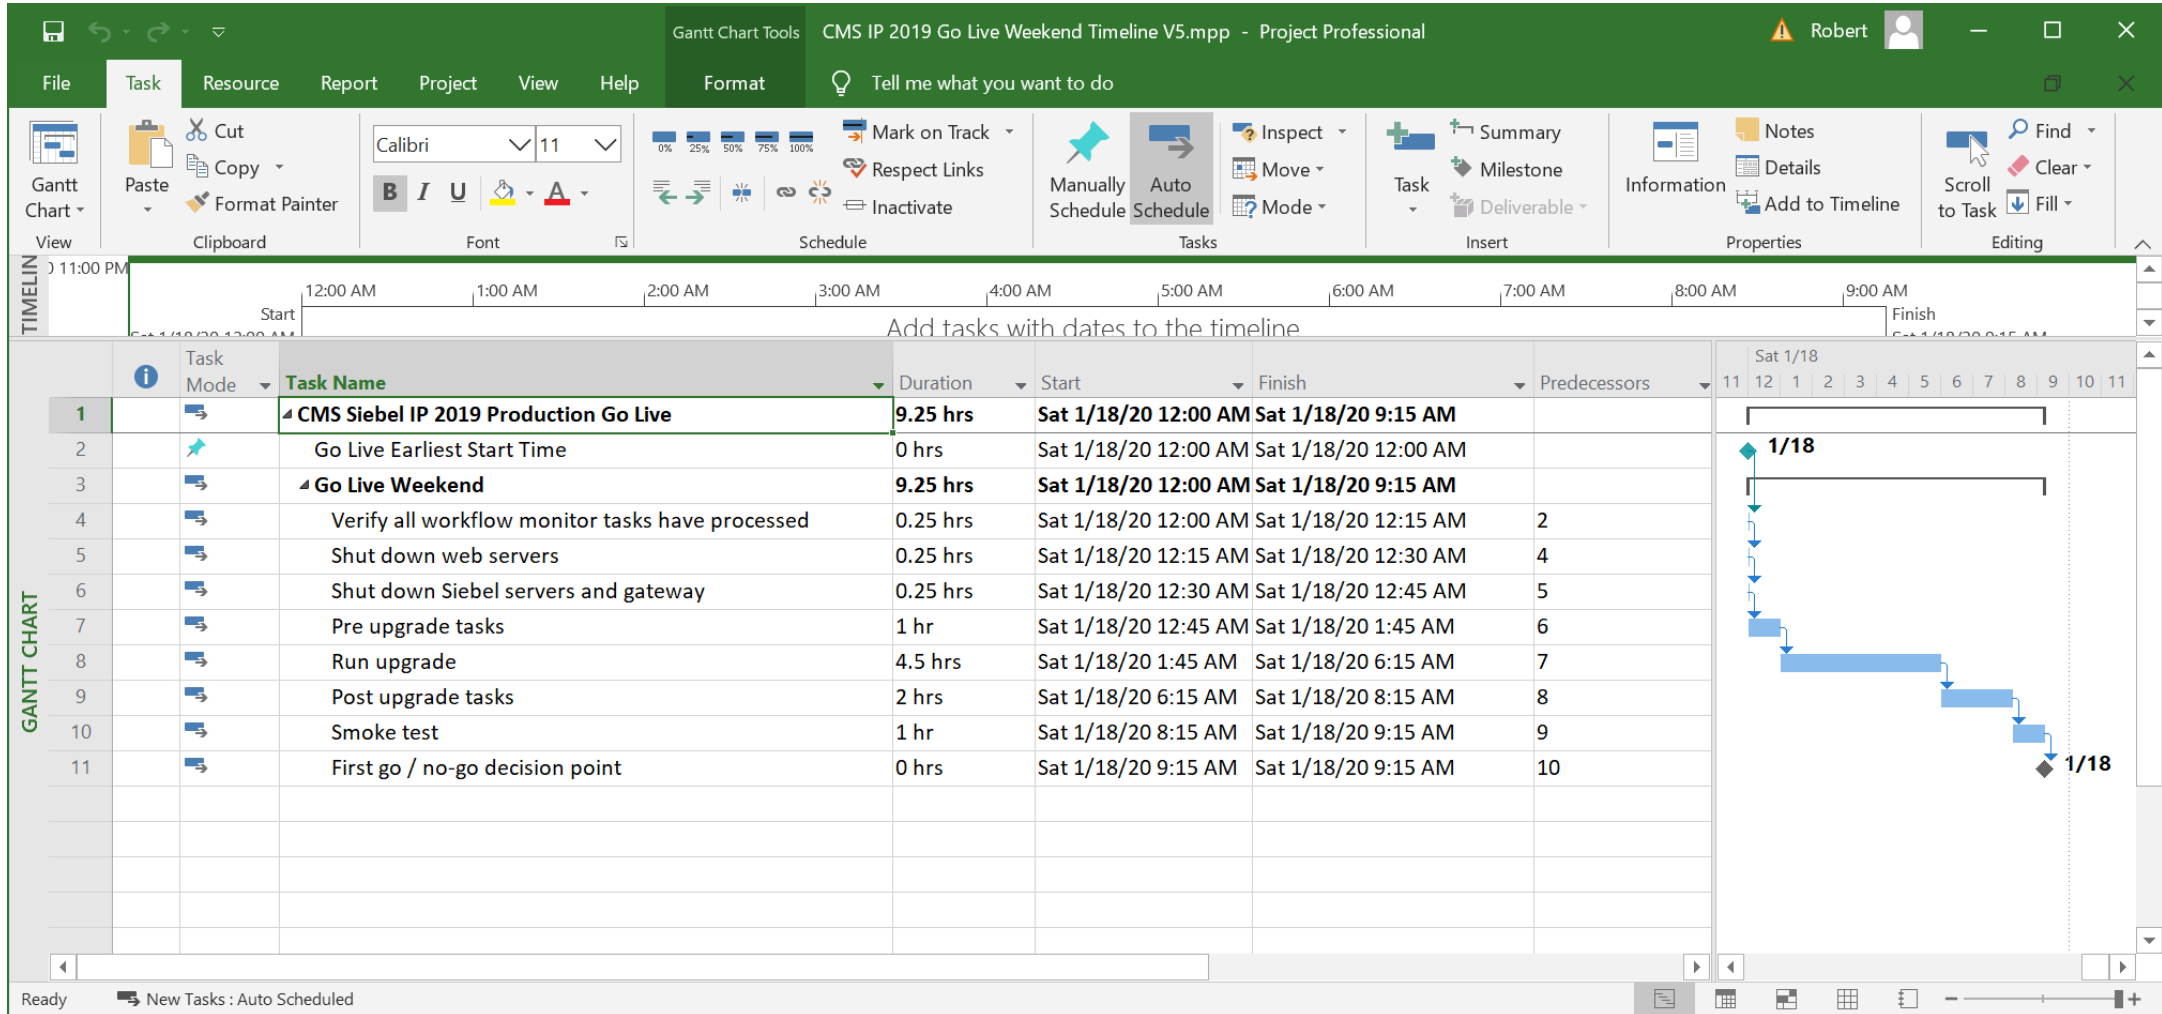 Gantt Chart Tools CMS IP 2019 Go Live Weekend Timeline V5.mpp - Project Professional Robert
File Task Resource Report Project View Help Format Tell me what you want to do
Gantt Chart
View
Paste
Cut
Copy
Format Painter
Clipboard
Calibri 11
B I U A
Font
0% 25% 50% 75% 100%
Mark on Track
Respect Links
Inactivate
Schedule
Manually Schedule
Auto Schedule
Inspect
Move
Mode
Tasks
Task
Summary
Milestone
Deliverable
Insert
Information
Notes
Details
Add to Timeline
Properties
Scroll to Task
Find
Clear
Fill
Editing
TIMELIN
0 11:00 PM
12:00 AM 1:00 AM 2:00 AM 3:00 AM 4:00 AM 5:00 AM 6:00 AM 7:00 AM 8:00 AM 9:00 AM
Start
Sat 1/18/20 12:00 AM
Add tasks with dates to the timeline
Finish
Sat 1/18/20 9:15 AM
GANTT CHART
Task Mode Task Name Duration Start Finish Predecessors
Sat 1/18
11 12 1 2 3 4 5 6 7 8 9 10 11
1 CMS Siebel IP 2019 Production Go Live 9.25 hrs Sat 1/18/20 12:00 AM Sat 1/18/20 9:15 AM
2 Go Live Earliest Start Time 0 hrs Sat 1/18/20 12:00 AM Sat 1/18/20 12:00 AM 1/18
3 Go Live Weekend 9.25 hrs Sat 1/18/20 12:00 AM Sat 1/18/20 9:15 AM
4 Verify all workflow monitor tasks have processed 0.25 hrs Sat 1/18/20 12:00 AM Sat 1/18/20 12:15 AM 2
5 Shut down web servers 0.25 hrs Sat 1/18/20 12:15 AM Sat 1/18/20 12:30 AM 4
6 Shut down Siebel servers and gateway 0.25 hrs Sat 1/18/20 12:30 AM Sat 1/18/20 12:45 AM 5
7 Pre upgrade tasks 1 hr Sat 1/18/20 12:45 AM Sat 1/18/20 1:45 AM 6
8 Run upgrade 4.5 hrs Sat 1/18/20 1:45 AM Sat 1/18/20 6:15 AM 7
9 Post upgrade tasks 2 hrs Sat 1/18/20 6:15 AM Sat 1/18/20 8:15 AM 8
10 Smoke test 1 hr Sat 1/18/20 8:15 AM Sat 1/18/20 9:15 AM 9
11 First go / no-go decision point 0 hrs Sat 1/18/20 9:15 AM Sat 1/18/20 9:15 AM 10 1/18
Ready New Tasks : Auto Scheduled